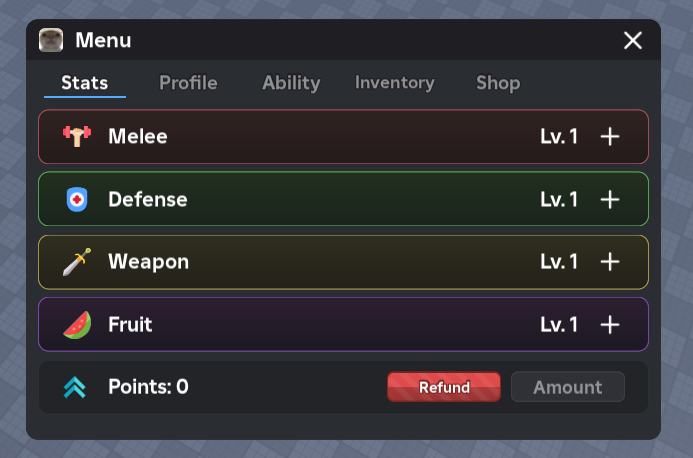 Menu
Stats Profile Ability Inventory Shop
Melee Lv. 1 +
Defense Lv. 1 +
Weapon Lv. 1 +
Fruit Lv. 1 +
Points: 0 Refund Amount